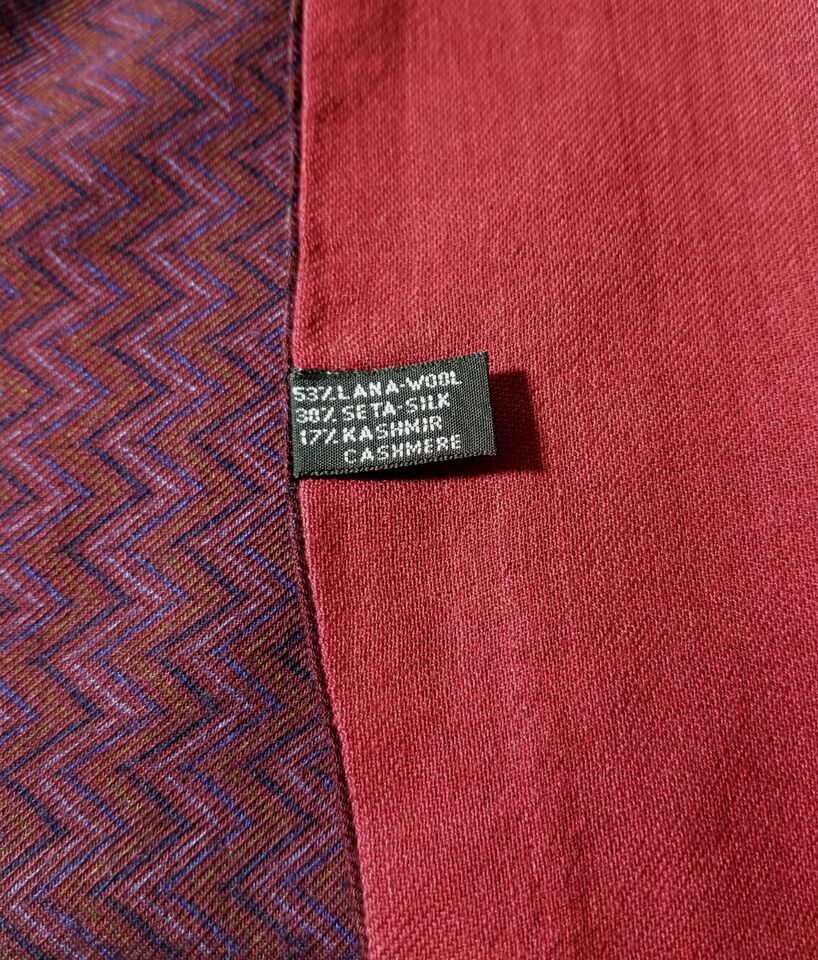 53% LANA-WOOL
30% SETA-SILK
17% KASHMIR
CASHMERE